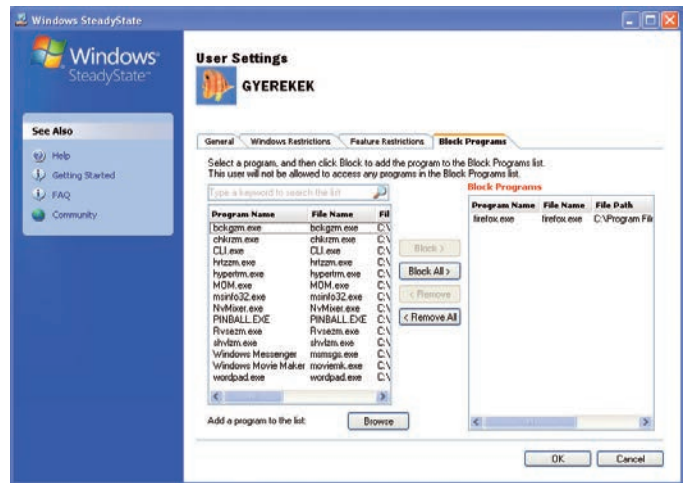 Windows SteadyState
Windows
SteadyState™
See Also
Help
Getting Started
FAQ
Community
User Settings
GYEREKEK
General Windows Restrictions Feature Restrictions Block Programs
Select a program, and then click Block to add the program to the Block Programs list.
This user will not be allowed to access any programs in the Block Programs list.
Type a keyword to search the list
Program Name File Name Fil
bckgzm.exe bckgzm.exe C:\
chkrzm.exe chkrzm.exe C:\
CLI.exe CLI.exe C:\
hrtzzm.exe hrtzzm.exe C:\
hypertrm.exe hypertrm.exe C:\
MOM.exe MOM.exe C:\
msinfo32.exe msinfo32.exe C:\
NvMixer.exe NvMixer.exe C:\
PINBALL.EXE PINBALL.EXE C:\
Rvsezm.exe Rvsezm.exe C:\
shvlzm.exe shvlzm.exe C:\
Windows Messenger msmsgs.exe C:\
Windows Movie Maker moviemk.exe C:\
wordpad.exe wordpad.exe C:\
Block >
Block All >
< Remove
< Remove All
Block Programs
Program Name File Name File Path
firefox.exe firefox.exe C:\Program File
Add a program to the list: Browse
OK Cancel